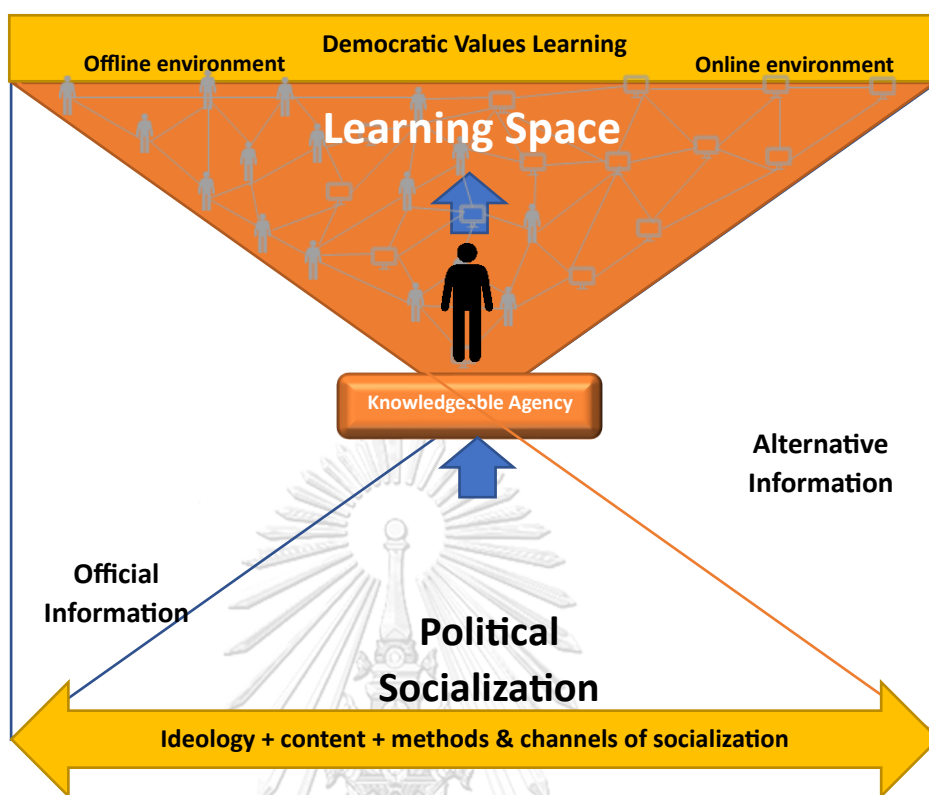 Democratic Values Learning
Offline environment
Online environment
Learning Space
Knowledgeable Agency
Alternative
Information
Official
Information
Political
Socialization
Ideology + content + methods & channels of socialization